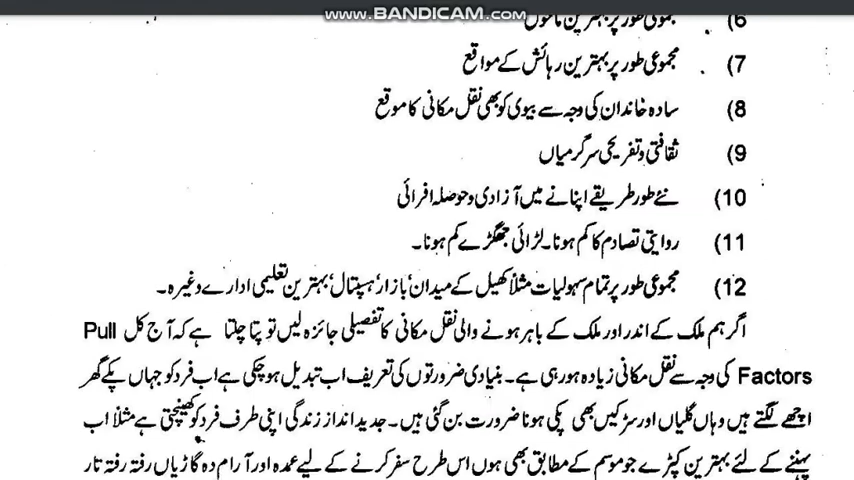 www.BANDICAM.com
6) مجموعی طور پر بہترین
7) مجموعی طور پر بہترین رہائش کے مواقع
8) سادہ خاندان کی وجہ سے بیوی کو بھی نقل مکانی کا موقع
9) ثقافتی و تفریحی سرگرمیاں
10) نئے طور طریقے اپنانے میں آزادی و حوصلہ افزائی
11) روایتی تصادم کا کم ہونا۔ لڑائی جھگڑے کم ہونا۔
12) مجموعی طور پر تمام سہولیات مثلاً کھیل کے میدان' بازار' ہسپتال' بہترین تعلیمی ادارے وغیرہ۔
اگر ہم ملک کے اندر اور ملک کے باہر ہونے والی نقل مکانی کا تفصیلی جائزہ لیں تو پتا چلتا ہے کہ آج کل Pull
Factors کی وجہ سے نقل مکانی زیادہ ہو رہی ہے۔ بنیادی ضرورتوں کی تعریف اب تبدیل ہو چکی ہے اب فرد کو جہاں پکے گھر
اچھے لگتے ہیں وہاں گلیاں اور سڑکیں بھی پکی ہونا ضرورت بن گئی ہیں۔ جدید انداز زندگی اپنی طرف فرد کو کھینچتی ہے مثلاً اب
پہننے کے لئے بہترین کپڑے جو موسم کے مطابق بھی ہوں اس طرح سفر کرنے کے لیے عمدہ اور آرام دہ گاڑیاں رفتہ رفتہ تار